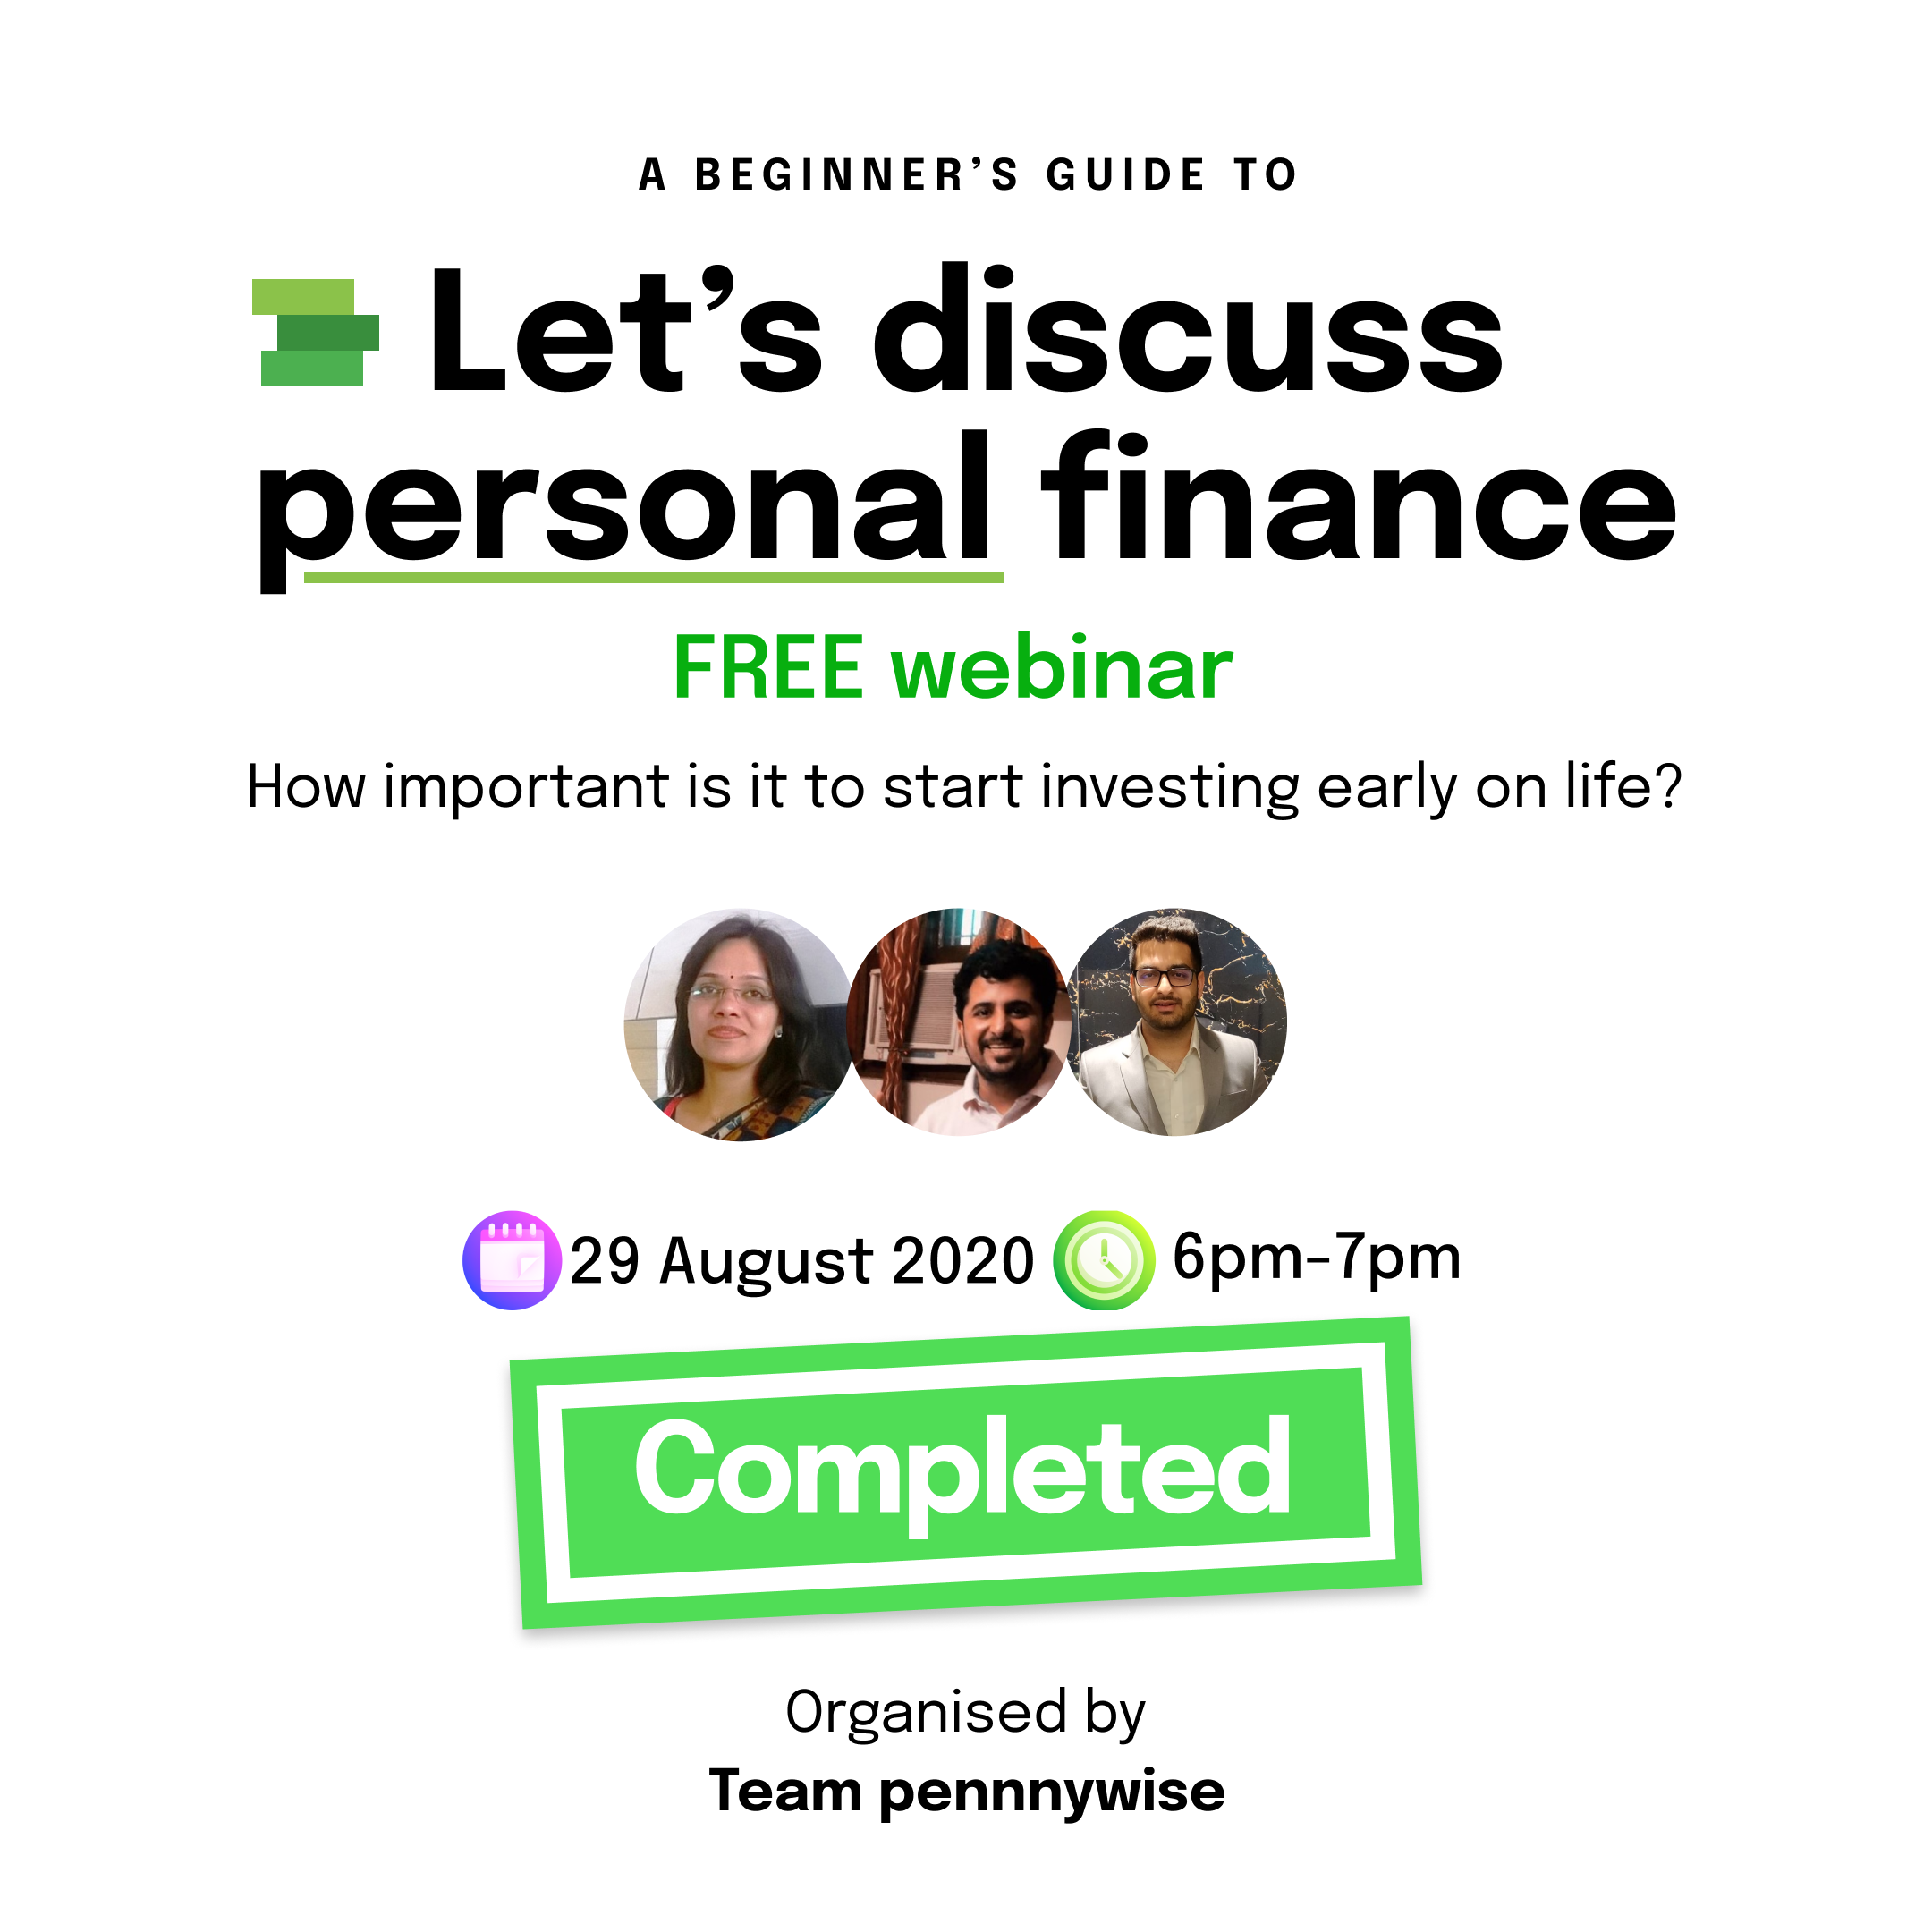 A BEGINNER’S GUIDE TO
Let’s discuss
personal finance
FREE webinar
How important is it to start investing early on life?
29 August 2020 6pm-7pm
Completed
Organised by
Team pennnywise